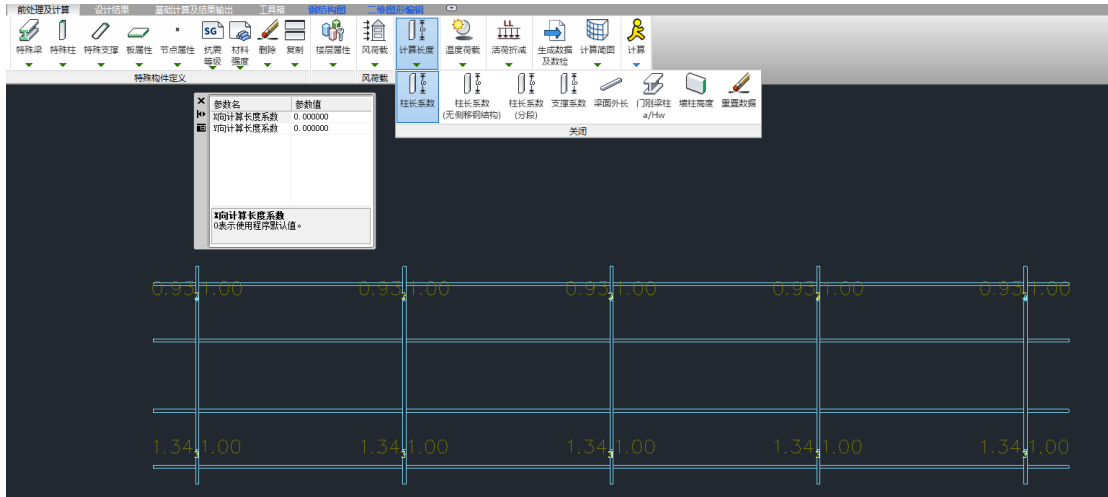 前处理及计算 设计结果 基础计算及结果输出 工具箱 钢结构图 二维图形编辑
特殊梁 特殊柱 特殊支撑 板属性 节点属性 抗震等级 材料强度 删除 复制 楼层属性 风荷载 计算长度 温度荷载 活荷折减 生成数据及数检 计算简图 计算
SG
LL
特殊构件定义 风荷载
柱长系数 柱长系数(无侧移钢结构) 柱长系数(分段) 支撑系数 梁面外长 门刚梁柱a/Hw 墙柱高度 重置数据
关闭
参数名 参数值
X向计算长度系数 0.000000
Y向计算长度系数 0.000000
X向计算长度系数
0表示使用程序默认值。
0.93 1.00 0.93 1.00 0.93 1.00 0.93 1.00 0.93 1.00
1.34 1.00 1.34 1.00 1.34 1.00 1.34 1.00 1.34 1.00